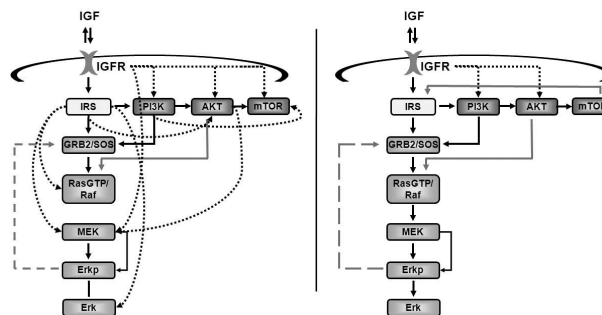 IGF
IGFR
IRS
PI3K
AKT
mTOR
GRB2/SOS
RasGTP/
Raf
MEK
Erkp
Erk
IGF
IGFR
IRS
PI3K
AKT
mTOR
GRB2/SOS
RasGTP/
Raf
MEK
Erkp
Erk